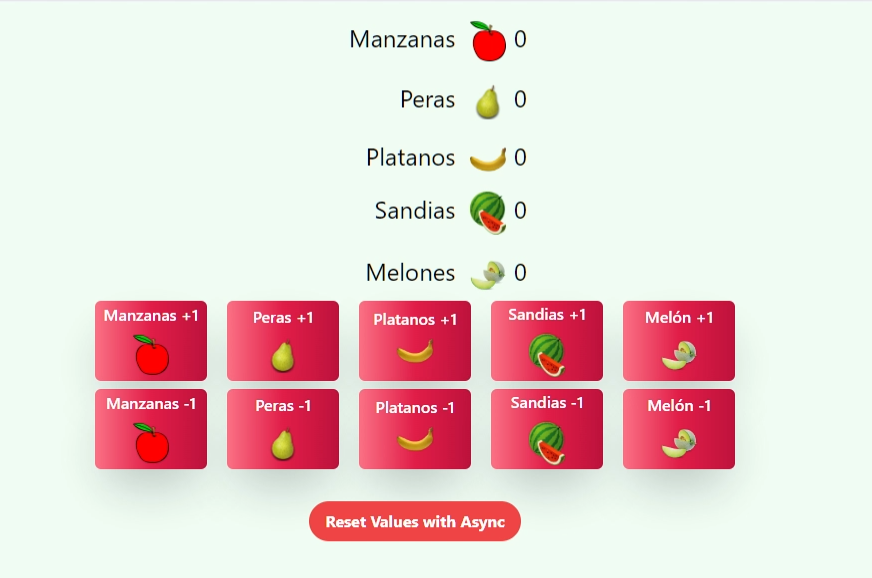 Manzanas 0
Peras 0
Platanos 0
Sandias 0
Melones 0
Manzanas +1
Peras +1
Platanos +1
Sandias +1
Melón +1
Manzanas -1
Peras -1
Platanos -1
Sandias -1
Melón -1
Reset Values with Async